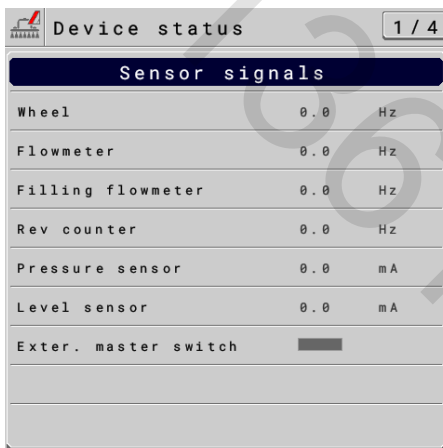 Device status 1/4
Sensor signals
Wheel 0.0 Hz
Flowmeter 0.0 Hz
Filling flowmeter 0.0 Hz
Rev counter 0.0 Hz
Pressure sensor 0.0 mA
Level sensor 0.0 mA
Exter. master switch